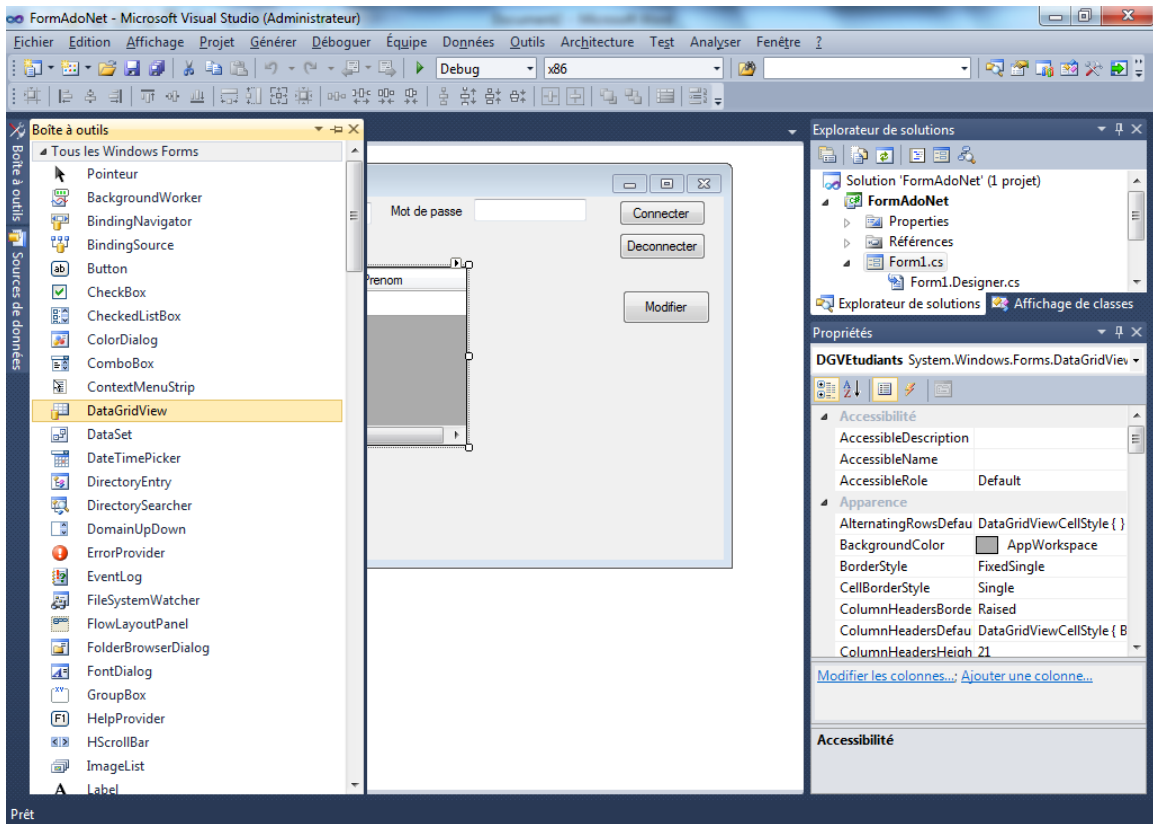 FormAdoNet - Microsoft Visual Studio (Administrateur)
Fichier Edition Affichage Projet Générer Déboguer Équipe Données Outils Architecture Test Analyser Fenêtre ?
Debug x86
Boîte à outils
Sources de données
Boîte à outils
Tous les Windows Forms
Pointeur
BackgroundWorker
BindingNavigator
BindingSource
Button
CheckBox
CheckedListBox
ColorDialog
ComboBox
ContextMenuStrip
DataGridView
DataSet
DateTimePicker
DirectoryEntry
DirectorySearcher
DomainUpDown
ErrorProvider
EventLog
FileSystemWatcher
FlowLayoutPanel
FolderBrowserDialog
FontDialog
GroupBox
HelpProvider
HScrollBar
ImageList
Label
Mot de passe
Connecter
Deconnecter
Prenom
Modifier
Explorateur de solutions
Solution 'FormAdoNet' (1 projet)
FormAdoNet
Properties
Références
Form1.cs
Form1.Designer.cs
Explorateur de solutions Affichage de classes
Propriétés
DGVEtudiants System.Windows.Forms.DataGridView
Accessibilité
AccessibleDescription
AccessibleName
AccessibleRole Default
Apparence
AlternatingRowsDefau DataGridViewCellStyle { }
BackgroundColor AppWorkspace
BorderStyle FixedSingle
CellBorderStyle Single
ColumnHeadersBorde Raised
ColumnHeadersDefau DataGridViewCellStyle { B
ColumnHeadersHeigh 21
Modifier les colonnes...; Ajouter une colonne...
Accessibilité
Prêt